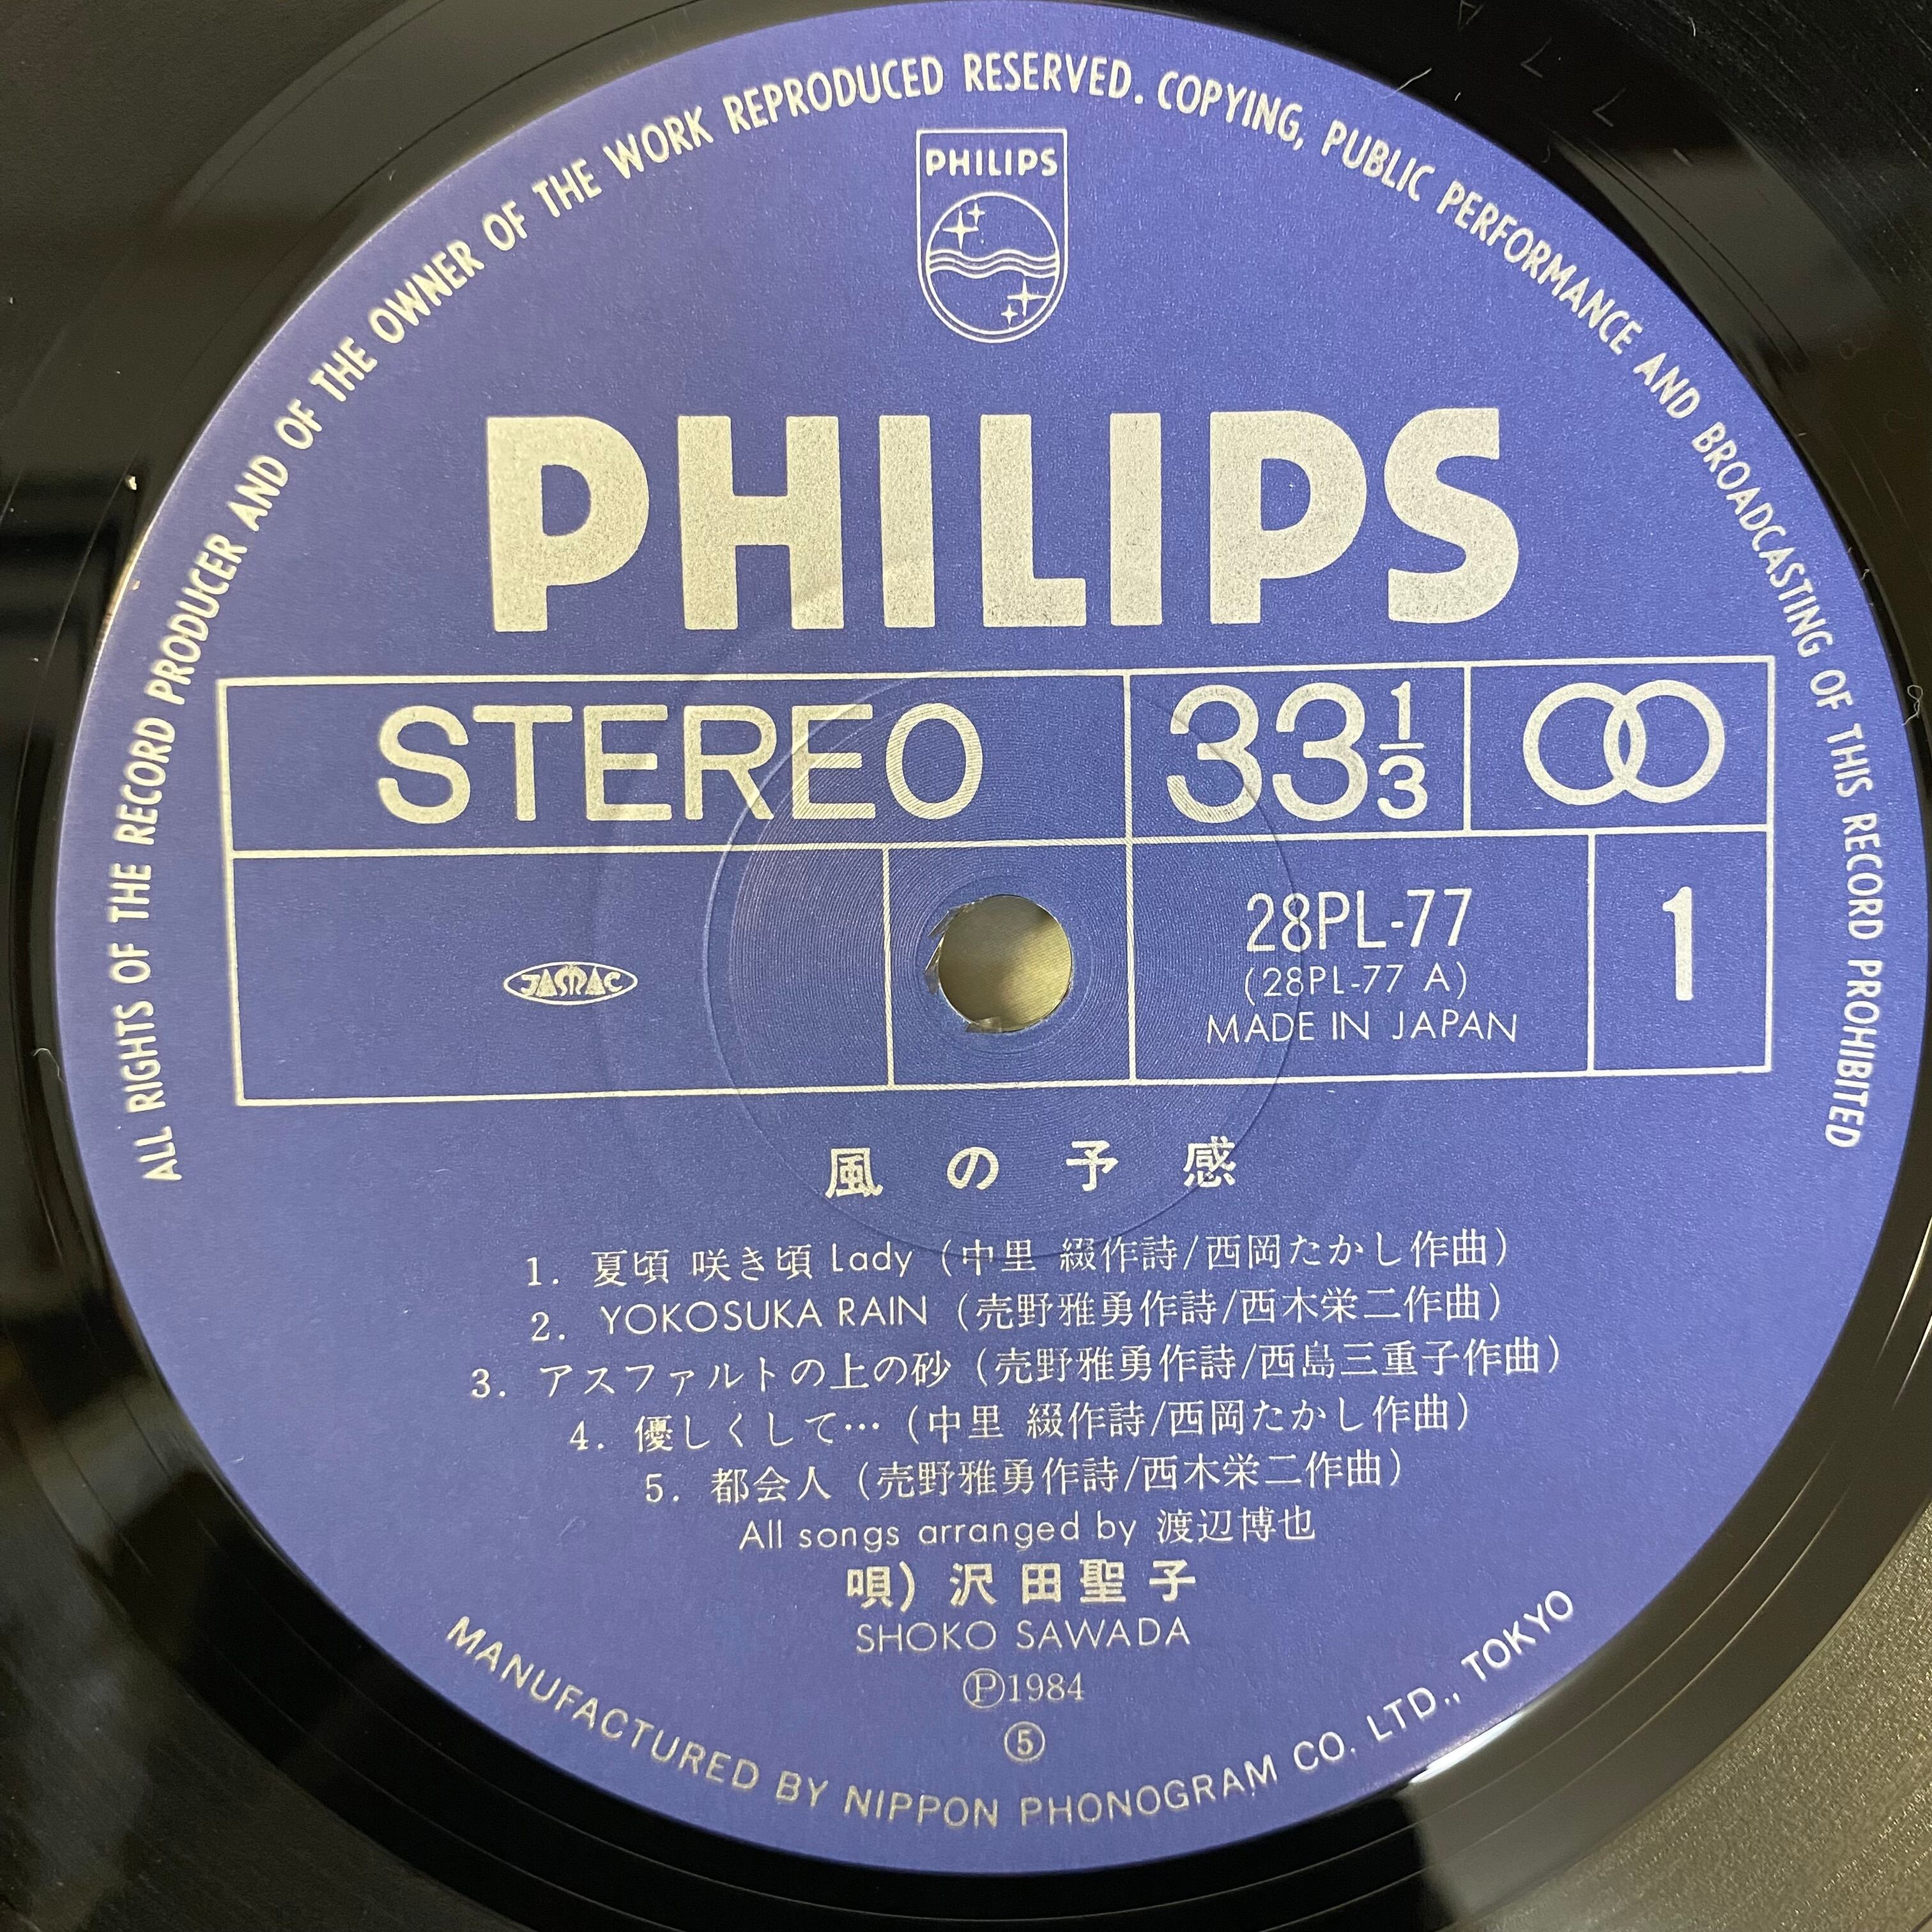 ALL RIGHTS OF THE RECORD PRODUCER AND OF THE OWNER OF THE WORK REPRODUCED RESERVED. COPYING, PUBLIC PERFORMANCE AND BROADCASTING OF THIS RECORD PROHIBITED
PHILIPS
PHILIPS
STEREO 33 1/3
JASRAC
28PL-77
(28PL-77 A)
MADE IN JAPAN
1
風の予感
1. 夏頃 咲き頃 Lady (中里 綴作詩/西岡たかし作曲)
2. YOKOSUKA RAIN (売野雅勇作詩/西木栄二作曲)
3. アスファルトの上の砂 (売野雅勇作詩/西島三重子作曲)
4. 優しくして… (中里 綴作詩/西岡たかし作曲)
5. 都会人 (売野雅勇作詩/西木栄二作曲)
All songs arranged by 渡辺博也
唄) 沢田聖子
SHOKO SAWADA
Ⓟ1984
⑤
MANUFACTURED BY NIPPON PHONOGRAM CO. LTD., TOKYO